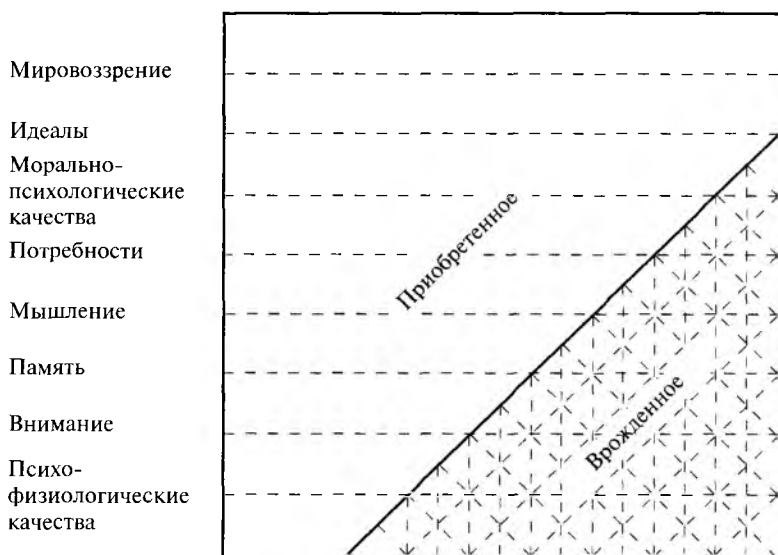 Мировоззрение
Идеалы
Морально-
психологические
качества
Потребности
Мышление
Память
Внимание
Психо-
физиологические
качества
Приобретенное
Врожденное